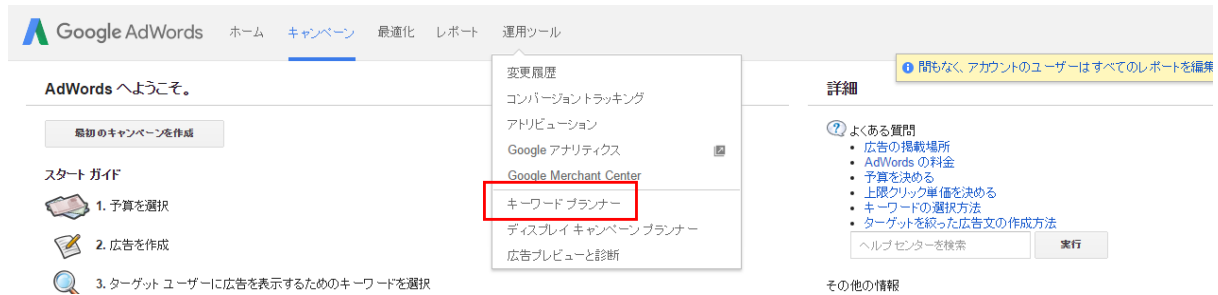 Google AdWords ホーム キャンペーン 最適化 レポート 運用ツール
間もなく、アカウントのユーザーはすべてのレポートを編集
AdWords へようこそ。
最初のキャンペーンを作成
スタート ガイド
1. 予算を選択
2. 広告を作成
3. ターゲット ユーザーに広告を表示するためのキーワードを選択
変更履歴
コンバージョントラッキング
アトリビューション
Google アナリティクス
Google Merchant Center
キーワード プランナー
ディスプレイ キャンペーン プランナー
広告プレビューと診断
詳細
よくある質問
広告の掲載場所
AdWords の料金
予算を決める
上限クリック単価を決める
キーワードの選択方法
ターゲットを絞った広告文の作成方法
ヘルプ センターを検索 実行
その他の情報